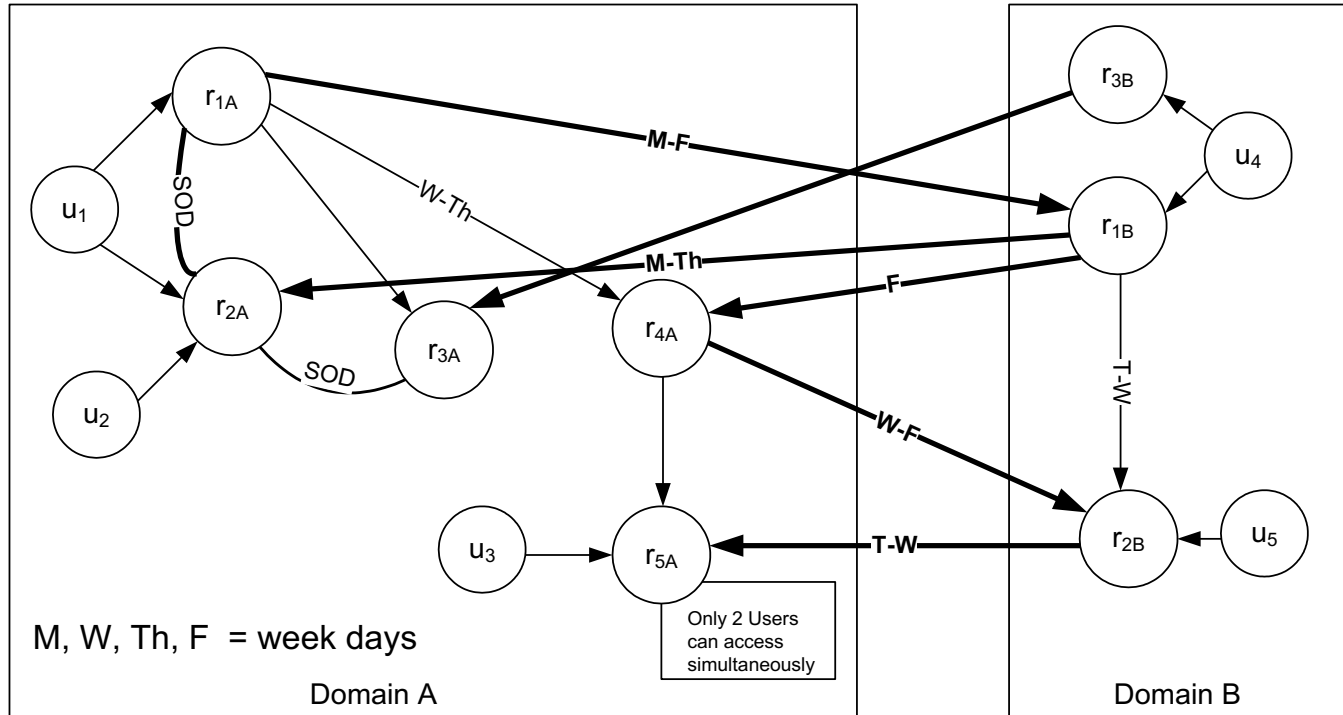 r1A
r3B
M-F
u4
SOD
W-Th
u1
r1B
M-Th
F
r2A
r4A
r3A
SOD
T-W
u2
W-F
u3
r5A
T-W
r2B
u5
Only 2 Users
can access
simultaneously
M, W, Th, F = week days
Domain A
Domain B